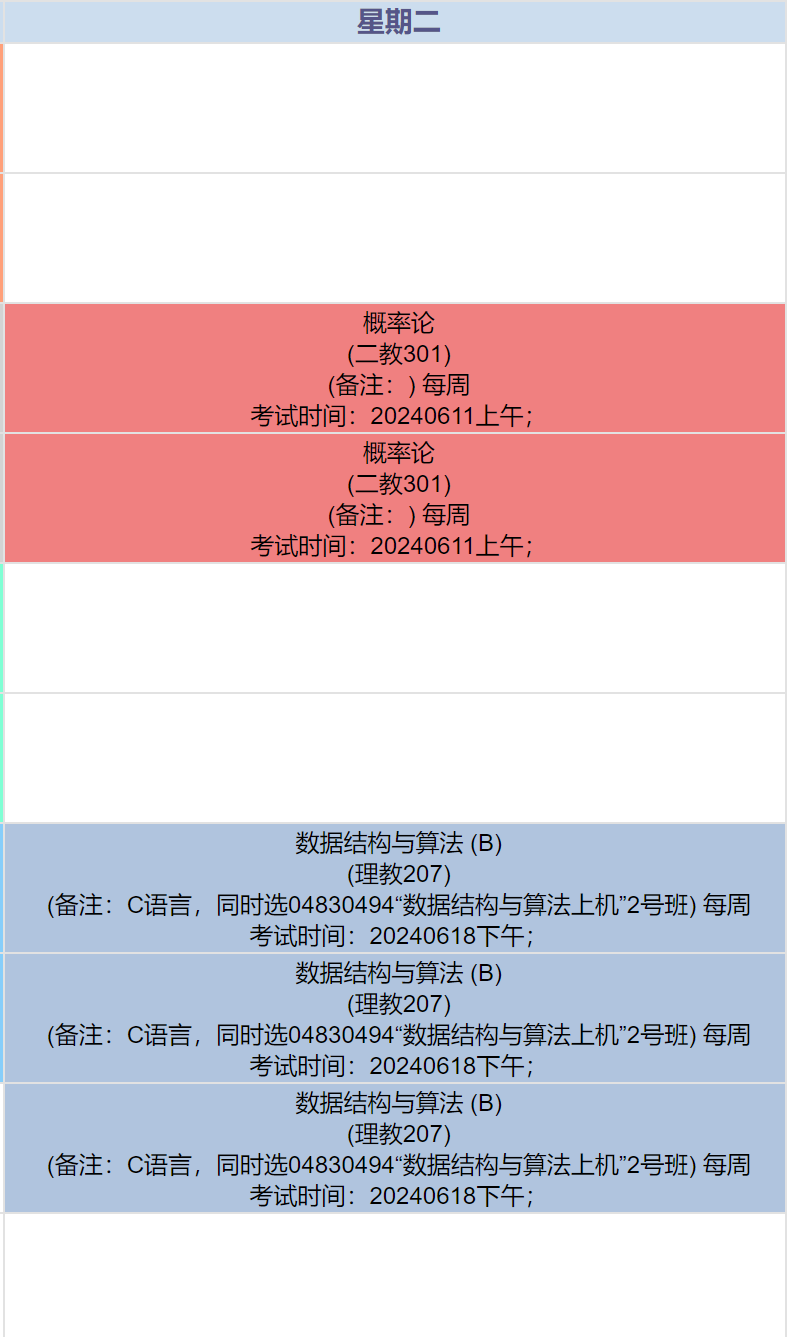 星期二
概率论
(二教301)
(备注：) 每周
考试时间：20240611上午；
概率论
(二教301)
(备注：) 每周
考试时间：20240611上午；
数据结构与算法 (B)
(理教207)
(备注：C语言，同时选04830494“数据结构与算法上机”2号班) 每周
考试时间：20240618下午；
数据结构与算法 (B)
(理教207)
(备注：C语言，同时选04830494“数据结构与算法上机”2号班) 每周
考试时间：20240618下午；
数据结构与算法 (B)
(理教207)
(备注：C语言，同时选04830494“数据结构与算法上机”2号班) 每周
考试时间：20240618下午；